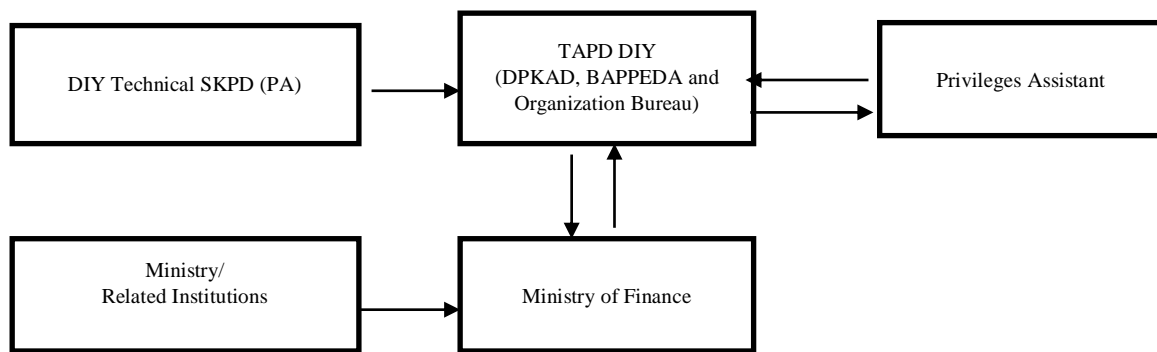 DIY Technical SKPD (PA)
TAPD DIY
(DPKAD, BAPPEDA and
Organization Bureau)
Privileges Assistant
Ministry/
Related Institutions
Ministry of Finance